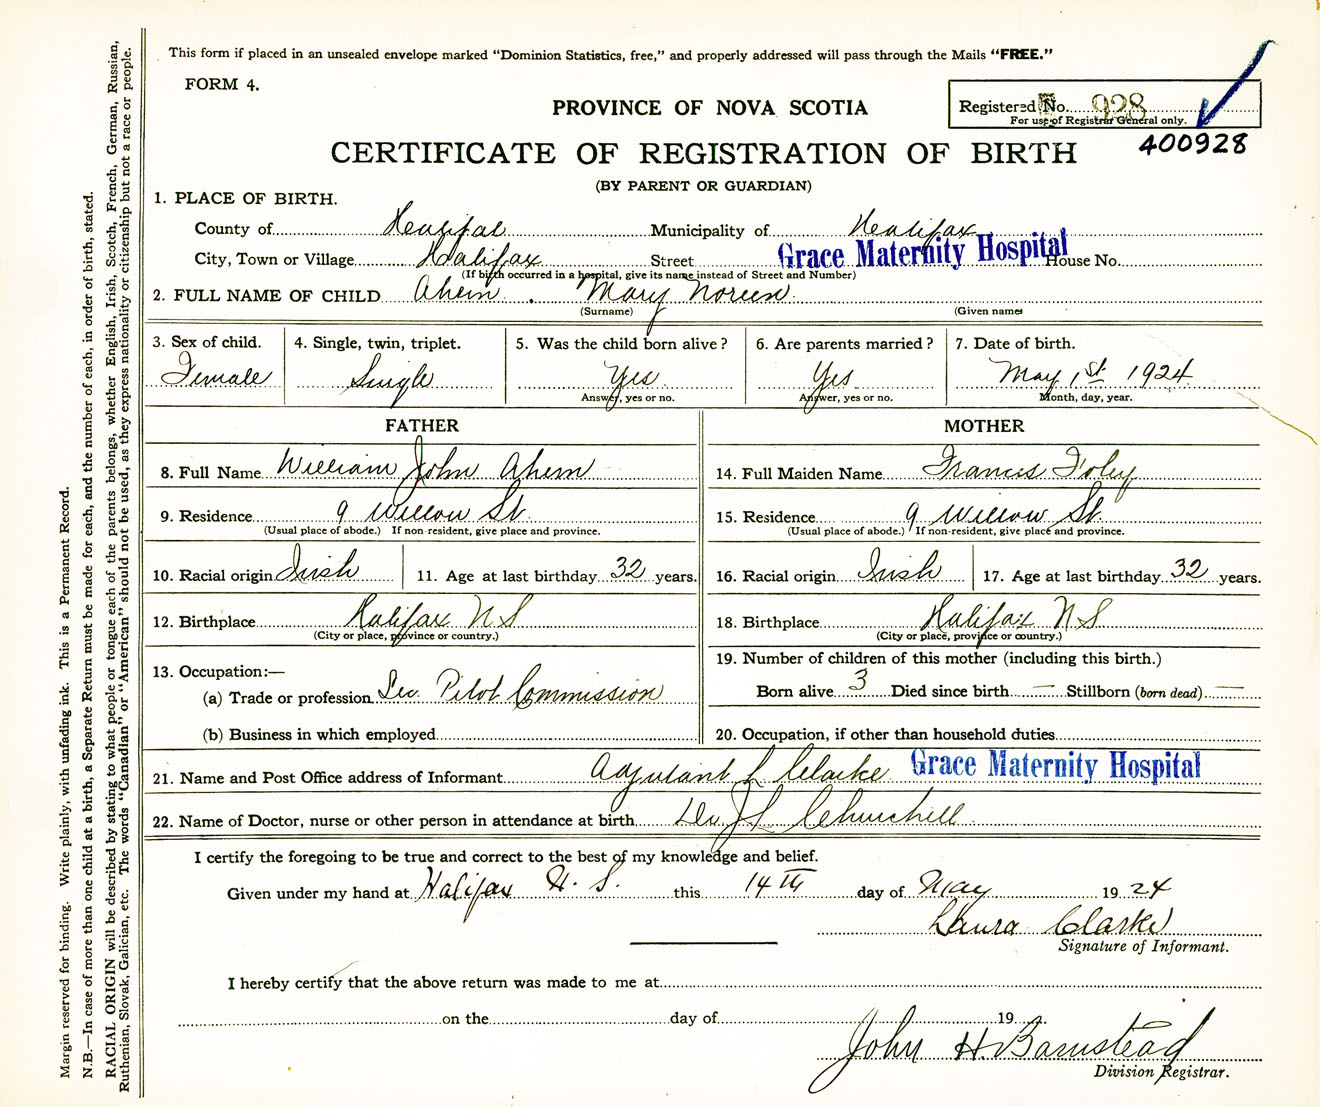 This form if placed in an unsealed envelope marked "Dominion Statistics, free," and properly addressed will pass through the Mails "FREE."
FORM 4.
PROVINCE OF NOVA SCOTIA
Registered No. 928
For use of Registrar General only.
400928
CERTIFICATE OF REGISTRATION OF BIRTH
(BY PARENT OR GUARDIAN)
1. PLACE OF BIRTH.
County of Halifax Municipality of Halifax
City, Town or Village Halifax Street Grace Maternity Hospital House No.
(If birth occurred in a hospital, give its name instead of Street and Number)
2. FULL NAME OF CHILD Ahern . Mary Noreen
(Surname) (Given names)
3. Sex of child. 4. Single, twin, triplet. 5. Was the child born alive? 6. Are parents married? 7. Date of birth.
Female Single Yes Yes May 1st 1924
Answer, yes or no. Answer, yes or no. Month, day, year.
FATHER MOTHER
8. Full Name William John Ahern 14. Full Maiden Name Francis Foley
9. Residence 9 Willow St. 15. Residence 9 Willow St.
(Usual place of abode.) If non-resident, give place and province. (Usual place of abode.) If non-resident, give place and province.
10. Racial origin Irish 11. Age at last birthday 32 years. 16. Racial origin Irish 17. Age at last birthday 32 years.
12. Birthplace Halifax N S 18. Birthplace Halifax N S
(City or place, province or country.) (City or place, province or country.)
13. Occupation:— 19. Number of children of this mother (including this birth.)
(a) Trade or profession Sec. Pilot Commission Born alive 3 Died since birth — Stillborn (born dead) —
(b) Business in which employed 20. Occupation, if other than household duties
21. Name and Post Office address of Informant Adjutant L Clarke Grace Maternity Hospital
22. Name of Doctor, nurse or other person in attendance at birth Dr. J L Churchill
I certify the foregoing to be true and correct to the best of my knowledge and belief.
Given under my hand at Halifax N. S. this 14th day of May 1924
Laura Clarke
Signature of Informant.
I hereby certify that the above return was made to me at
on the day of 19
John H. Barnstead
Division Registrar.
Margin reserved for binding. Write plainly, with unfading ink. This is a Permanent Record.
N.B.—In case of more than one child at a birth, a Separate Return must be made for each, and the number of each, in order of birth, stated.
RACIAL ORIGIN will be described by stating to what people or tongue each of the parents belongs, whether English, Irish, Scotch, French, German, Russian,
Ruthenian, Slovak, Galician, etc. The words "Canadian" or "American" should not be used, as they express nationality or citizenship but not a race or people.